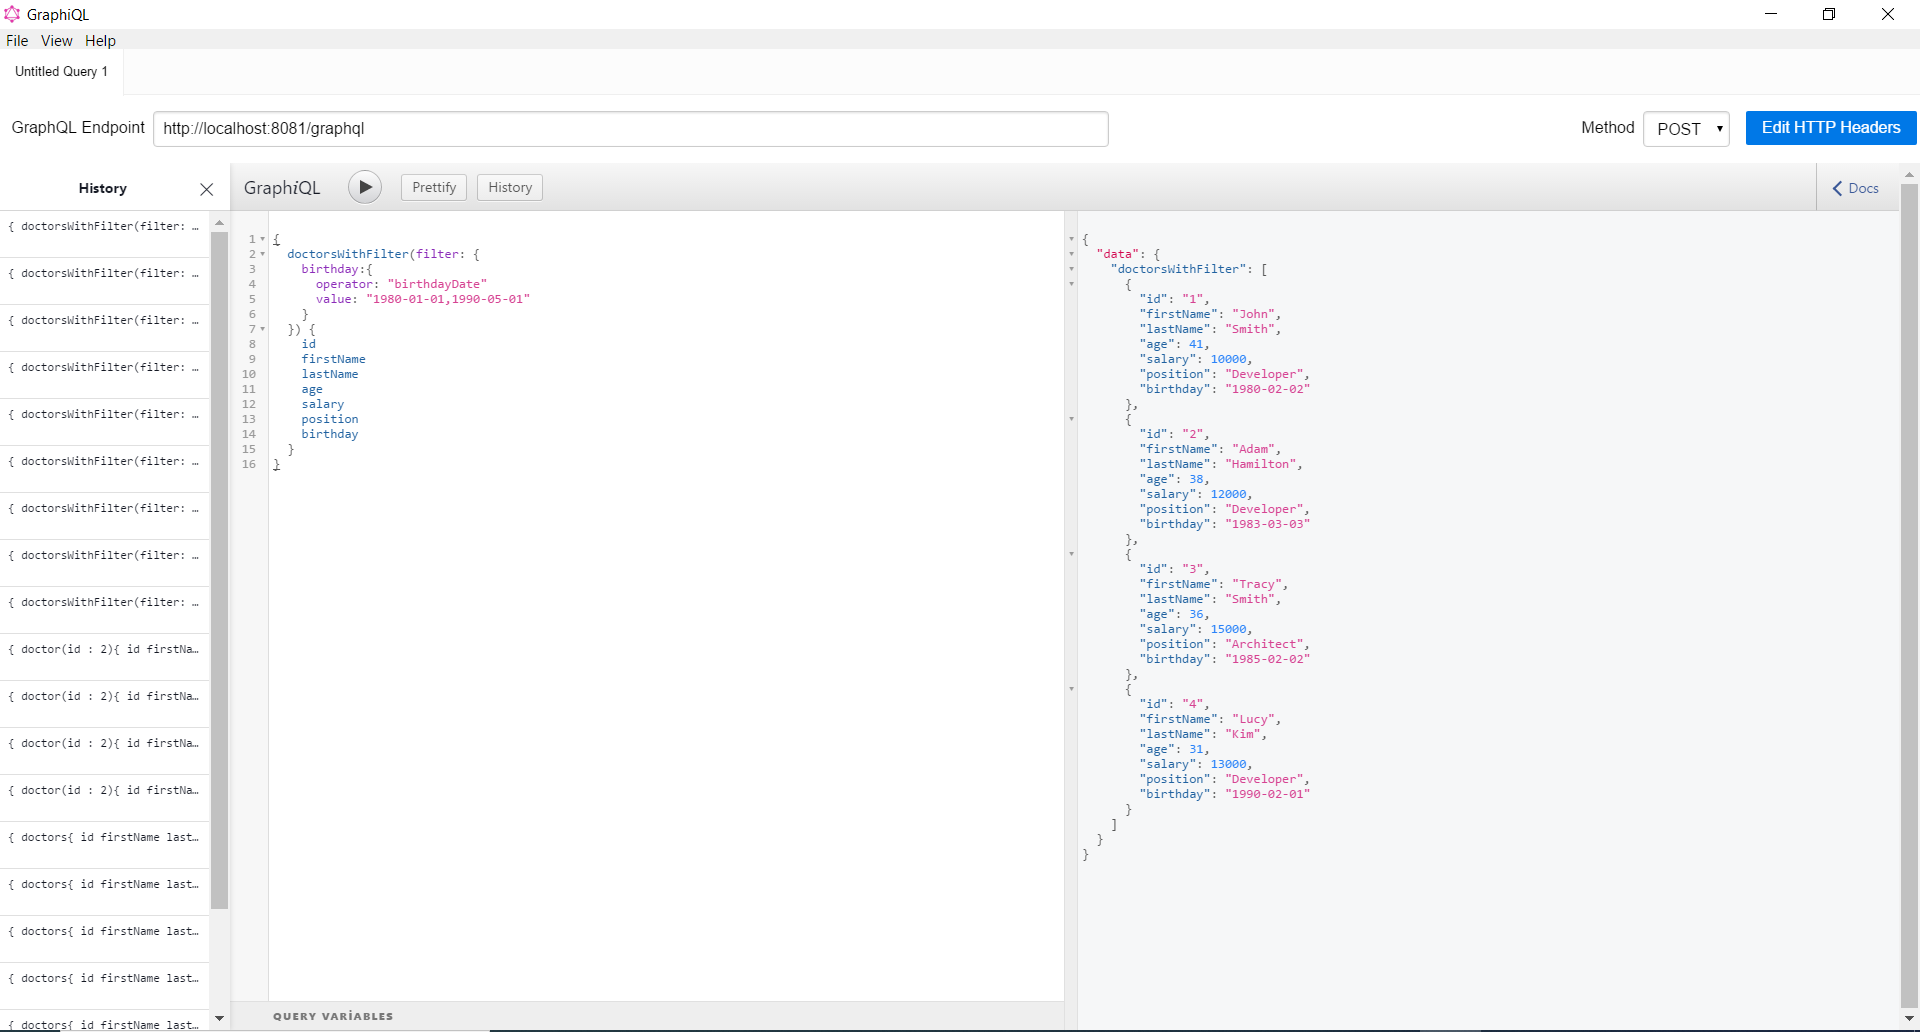 GraphiQL
File View Help
Untitled Query 1
GraphQL Endpoint http://localhost:8081/graphql Method POST Edit HTTP Headers
History
GraphiQL Prettify History Docs
{ doctorsWithFilter(filter: …
{ doctorsWithFilter(filter: …
{ doctorsWithFilter(filter: …
{ doctorsWithFilter(filter: …
{ doctorsWithFilter(filter: …
{ doctorsWithFilter(filter: …
{ doctorsWithFilter(filter: …
{ doctorsWithFilter(filter: …
{ doctorsWithFilter(filter: …
{ doctor(id : 2){ id firstNa…
{ doctor(id : 2){ id firstNa…
{ doctor(id : 2){ id firstNa…
{ doctor(id : 2){ id firstNa…
{ doctors{ id firstName last…
{ doctors{ id firstName last…
{ doctors{ id firstName last…
{ doctors{ id firstName last…
{ doctors{ id firstName last…
1 {
2 doctorsWithFilter(filter: {
3 birthday:{
4 operator: "birthdayDate"
5 value: "1980-01-01,1990-05-01"
6 }
7 }) {
8 id
9 firstName
10 lastName
11 age
12 salary
13 position
14 birthday
15 }
16 }
QUERY VARİABLES
{
"data": {
"doctorsWithFilter": [
{
"id": "1",
"firstName": "John",
"lastName": "Smith",
"age": 41,
"salary": 10000,
"position": "Developer",
"birthday": "1980-02-02"
},
{
"id": "2",
"firstName": "Adam",
"lastName": "Hamilton",
"age": 38,
"salary": 12000,
"position": "Developer",
"birthday": "1983-03-03"
},
{
"id": "3",
"firstName": "Tracy",
"lastName": "Smith",
"age": 36,
"salary": 15000,
"position": "Architect",
"birthday": "1985-02-02"
},
{
"id": "4",
"firstName": "Lucy",
"lastName": "Kim",
"age": 31,
"salary": 13000,
"position": "Developer",
"birthday": "1990-02-01"
}
]
}
}